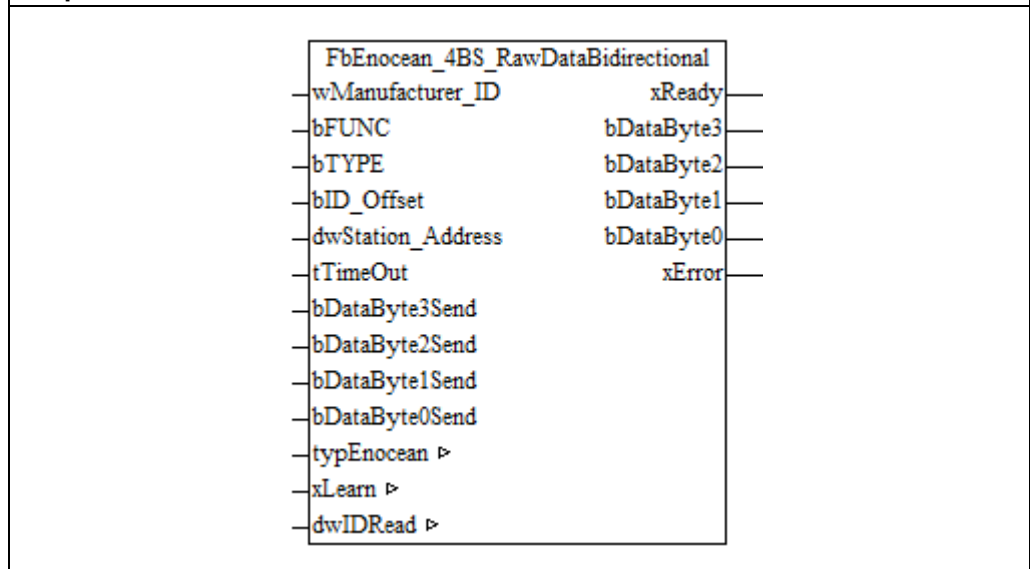 FbEnocean_4BS_RawDataBidirectional
wManufacturer_ID xReady
bFUNC bDataByte3
bTYPE bDataByte2
bID_Offset bDataByte1
dwStation_Address bDataByte0
tTimeOut xError
bDataByte3Send
bDataByte2Send
bDataByte1Send
bDataByte0Send
typEnocean ▹
xLearn ▹
dwIDRead ▹